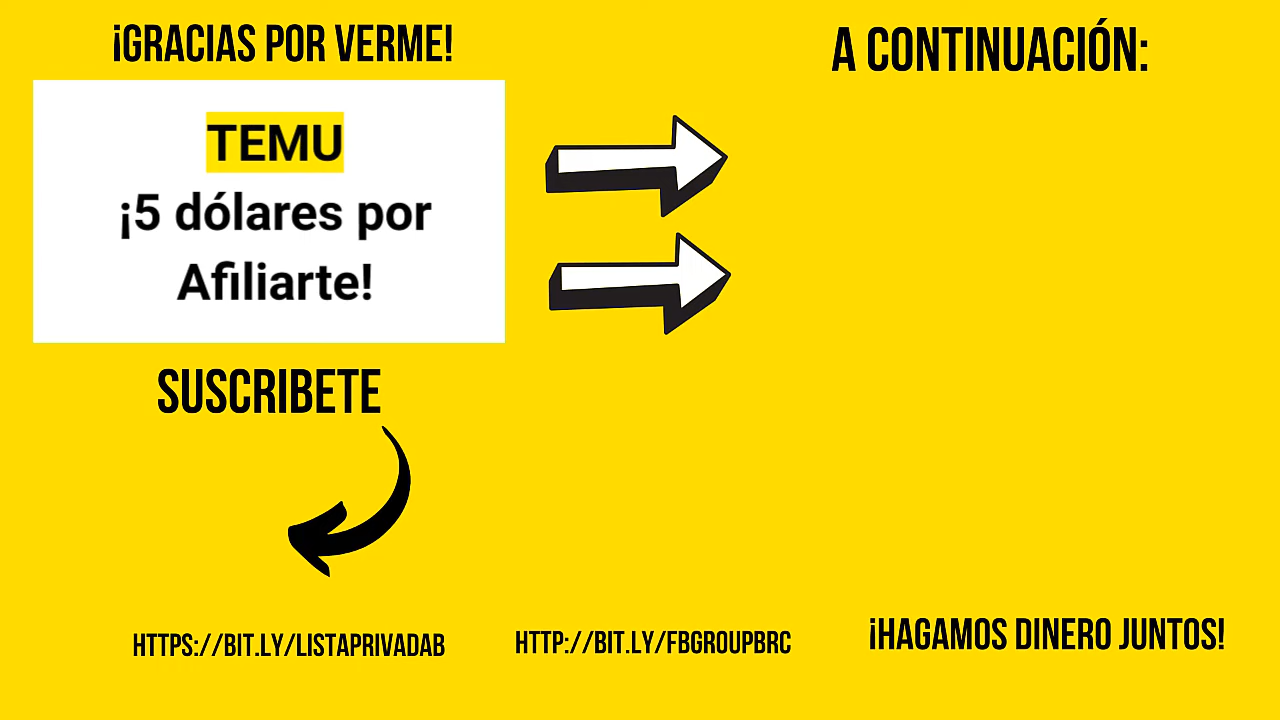 ¡GRACIAS POR VERME!
A CONTINUACIÓN:
TEMU
¡5 dólares por
Afiliarte!
SUSCRIBETE
HTTPS://BIT.LY/LISTAPRIVADAB
HTTP://BIT.LY/FBGROUPBRC
¡HAGAMOS DINERO JUNTOS!